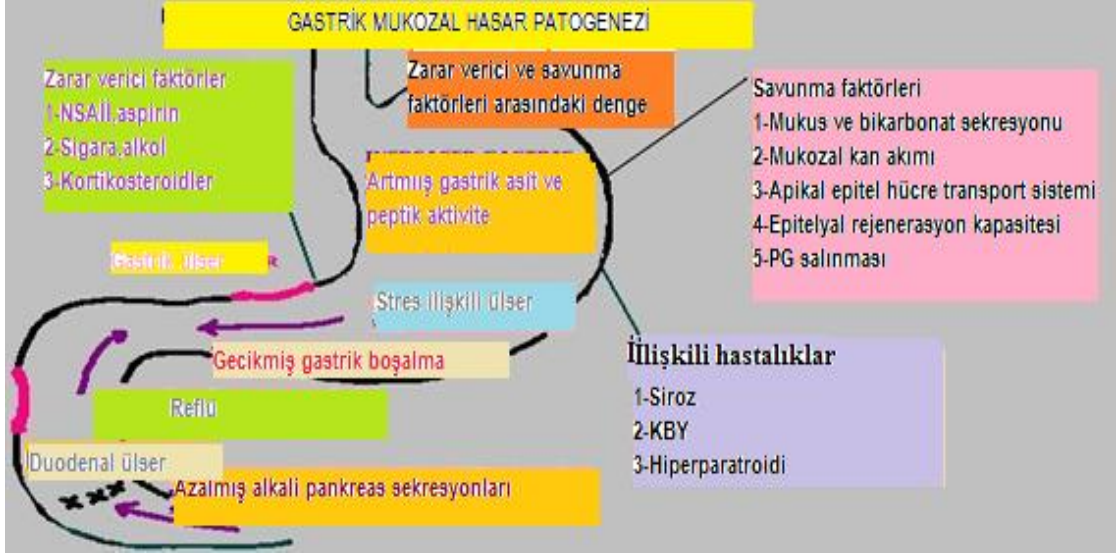 GASTRİK MUKOZAL HASAR PATOGENEZİ
Zarar verici faktörler
1-NSAİİ,aspirin
2-Sigara,alkol
3-Kortikosteroidler
Zarar verici ve savunma
faktörleri arasındaki denge
Savunma faktörleri
1-Mukus ve bikarbonat sekresyonu
2-Mukozal kan akımı
3-Apikal epitel hücre transport sistemi
4-Epitelyal rejenerasyon kapasitesi
5-PG salınması
Artmıış gastrik asit ve
peptik aktivite
Gastrik ülser
Stres ilişkili ülser
Gecikmiş gastrik boşalma
İlişkili hastalıklar
1-Siroz
2-KBY
3-Hiperparatroidi
Reflü
Duodenal ülser
Azalmış alkali pankreas sekresyonları